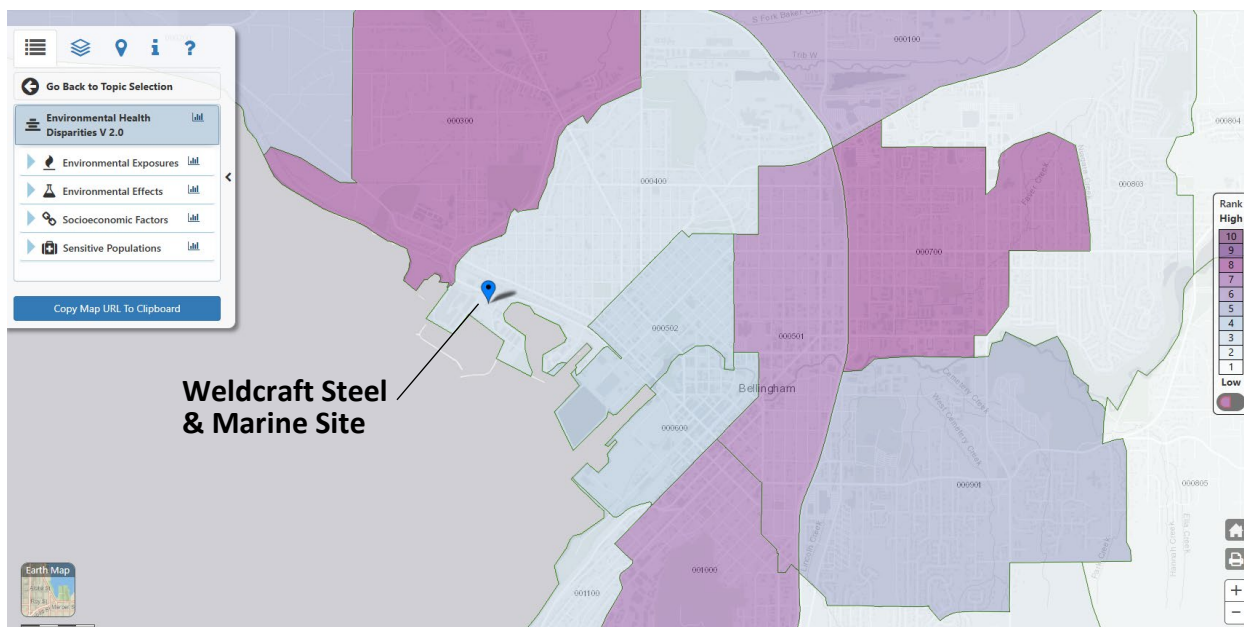 Go Back to Topic Selection
Environmental Health
Disparities V 2.0
Environmental Exposures
Environmental Effects
Socioeconomic Factors
Sensitive Populations
Copy Map URL To Clipboard
Weldcraft Steel
& Marine Site
000100
000300
000400
000804
000803
000700
000502
000501
Bellingham
000600
000901
000805
001000
001100
Rank
High
10
9
8
7
6
5
4
3
2
1
Low
Earth Map
+
−